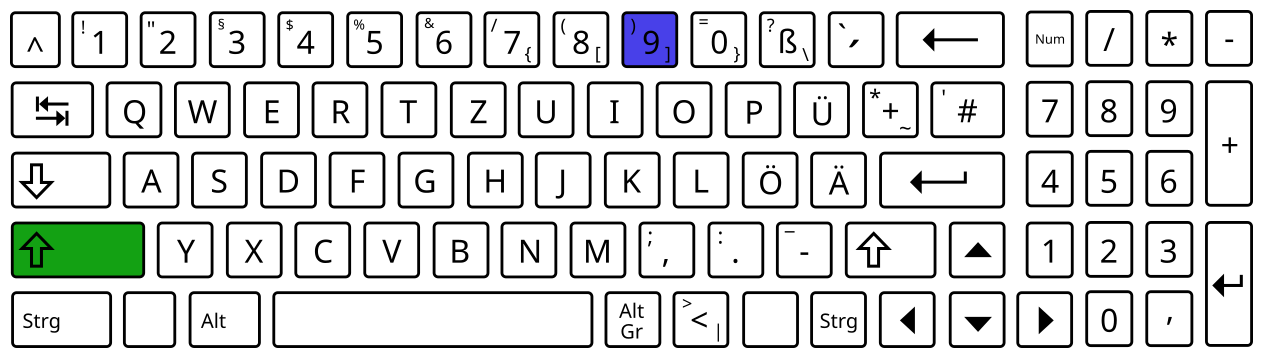 ^ ! 1 " 2 § 3 $ 4 % 5 & 6 / 7 { ( 8 [ ) 9 ] = 0 } ? ß \ ` ´ Num / * -
Q W E R T Z U I O P Ü * + ~ ' # 7 8 9 +
A S D F G H J K L Ö Ä 4 5 6
Y X C V B N M ; , : . _ - 1 2 3
Strg Alt Alt Gr > < | Strg 0 ,